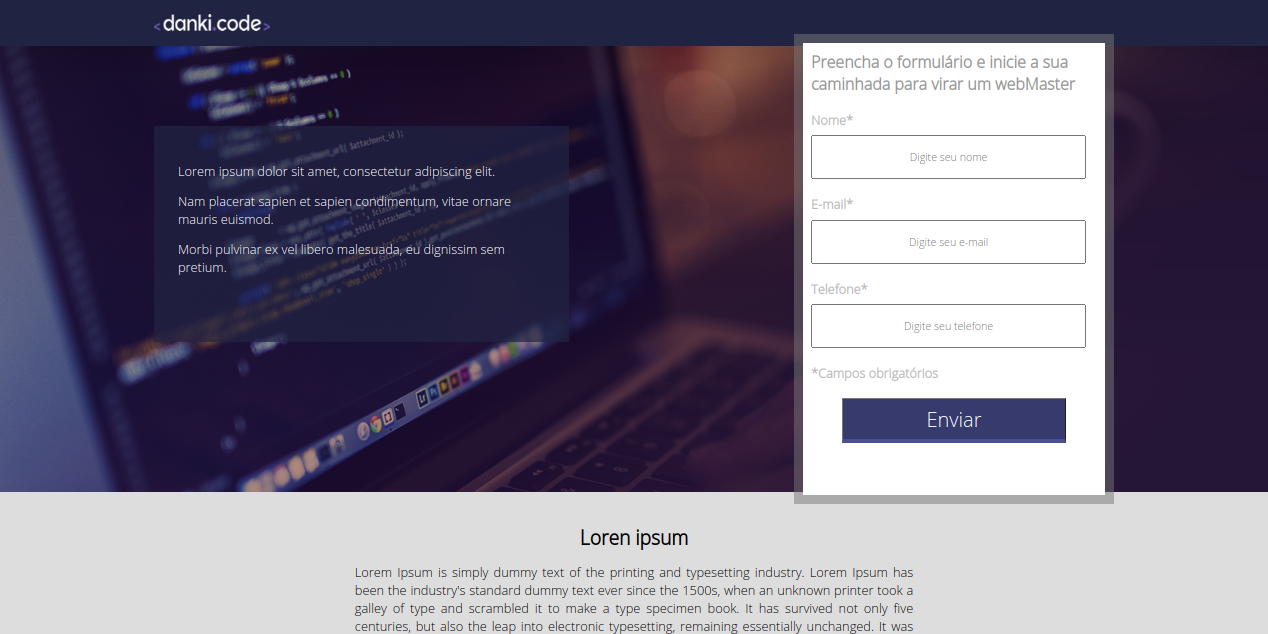 <danki.code>
Preencha o formulário e inicie a sua
caminhada para virar um webMaster
Nome*
Digite seu nome
E-mail*
Digite seu e-mail
Telefone*
Digite seu telefone
*Campos obrigatórios
Enviar
Lorem ipsum dolor sit amet, consectetur adipiscing elit.
Nam placerat sapien et sapien condimentum, vitae ornare
mauris euismod.
Morbi pulvinar ex vel libero malesuada, eu dignissim sem
pretium.
Loren ipsum
Lorem Ipsum is simply dummy text of the printing and typesetting industry. Lorem Ipsum has
been the industry's standard dummy text ever since the 1500s, when an unknown printer took a
galley of type and scrambled it to make a type specimen book. It has survived not only five
centuries, but also the leap into electronic typesetting, remaining essentially unchanged. It was